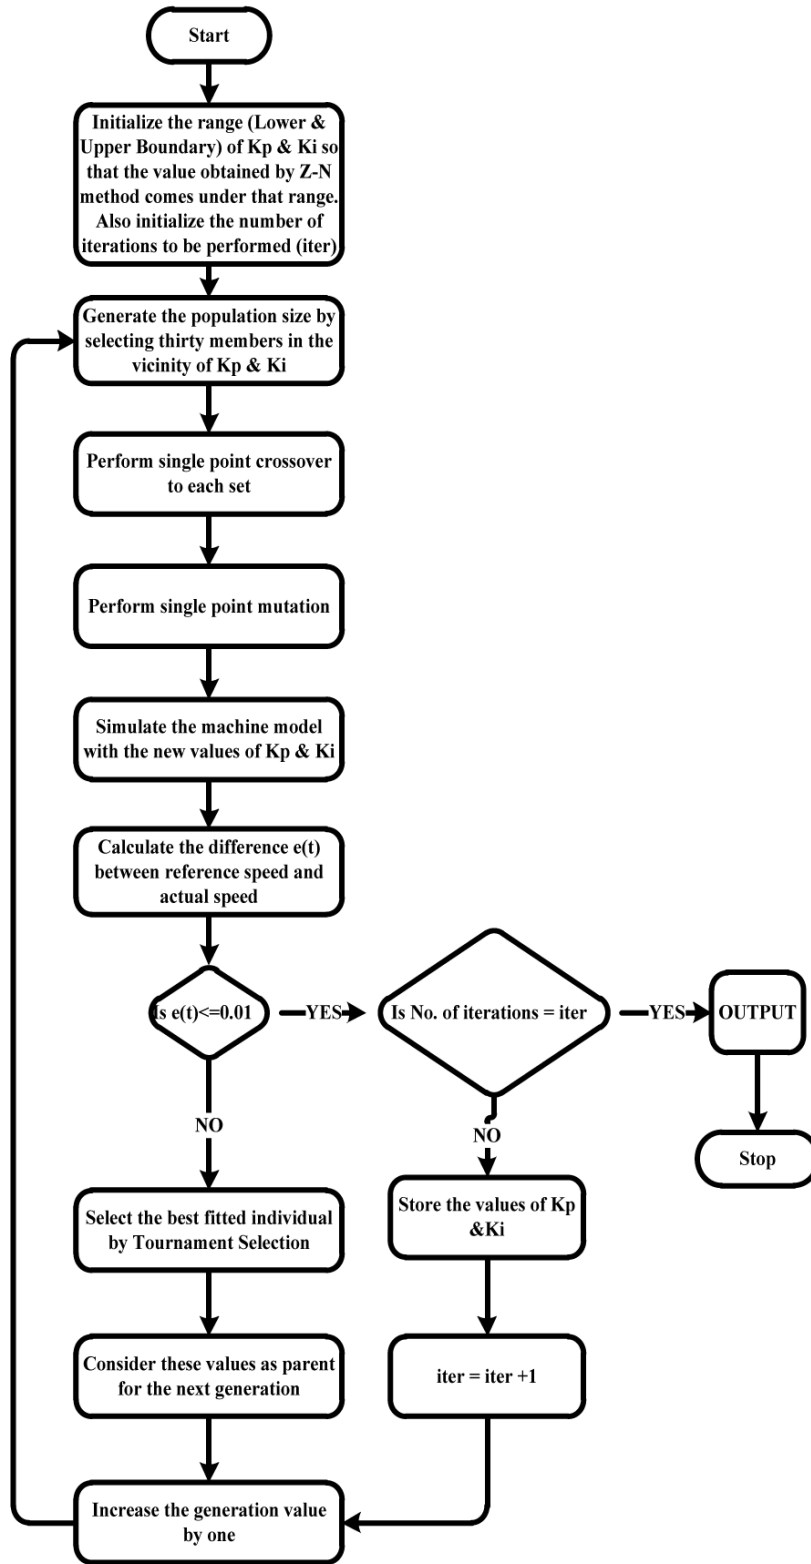 Start
Initialize the range (Lower &
Upper Boundary) of Kp & Ki so
that the value obtained by Z-N
method comes under that range.
Also initialize the number of
iterations to be performed (iter)
Generate the population size by
selecting thirty members in the
vicinity of Kp & Ki
Perform single point crossover
to each set
Perform single point mutation
Simulate the machine model
with the new values of Kp & Ki
Calculate the difference e(t)
between reference speed and
actual speed
Is e(t)<=0.01
YES
Is No. of iterations = iter
YES
OUTPUT
NO
NO
Stop
Select the best fitted individual
by Tournament Selection
Store the values of Kp
&Ki
Consider these values as parent
for the next generation
iter = iter +1
Increase the generation value
by one